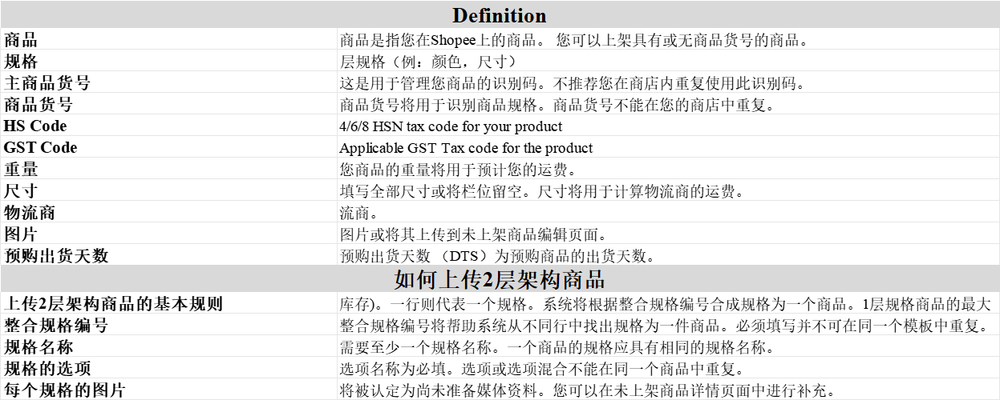 Definition
商品 商品是指您在Shopee上的商品。 您可以上架具有或无商品货号的商品。
规格 层规格（例：颜色，尺寸）
主商品货号 这是用于管理您商品的识别码。不推荐您在商店内重复使用此识别码。
商品货号 商品货号将用于识别商品规格。商品货号不能在您的商店中重复。
HS Code 4/6/8 HSN tax code for your product
GST Code Applicable GST Tax code for the product
重量 您商品的重量将用于预计您的运费。
尺寸 填写全部尺寸或将栏位留空。尺寸将用于计算物流商的运费。
物流商 流商。
图片 图片或将其上传到未上架商品编辑页面。
预购出货天数 预购出货天数 （DTS）为预购商品的出货天数。
如何上传2层架构商品
上传2层架构商品的基本规则 库存)。一行则代表一个规格。系统将根据整合规格编号合成规格为一个商品。1层规格商品的最大
整合规格编号 整合规格编号将帮助系统从不同行中找出规格为一件商品。必须填写并不可在同一个模板中重复。
规格名称 需要至少一个规格名称。一个商品的规格应具有相同的规格名称。
规格的选项 选项名称为必填。选项或选项混合不能在同一个商品中重复。
每个规格的图片 将被认定为尚未准备媒体资料。您可以在未上架商品详情页面中进行补充。